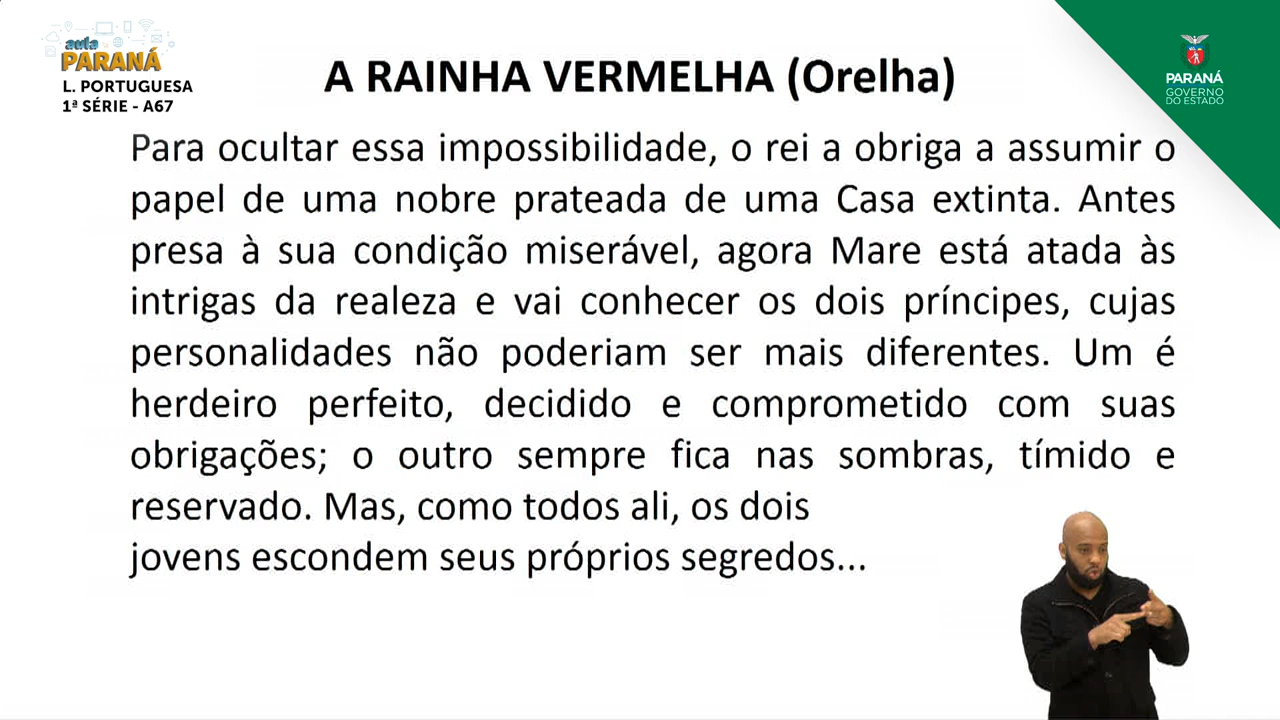 aula
PARANÁ
L. PORTUGUESA
1ª SÉRIE - A67
PARANÁ
GOVERNO
DO ESTADO
A RAINHA VERMELHA (Orelha)
Para ocultar essa impossibilidade, o rei a obriga a assumir o
papel de uma nobre prateada de uma Casa extinta. Antes
presa à sua condição miserável, agora Mare está atada às
intrigas da realeza e vai conhecer os dois príncipes, cujas
personalidades não poderiam ser mais diferentes. Um é
herdeiro perfeito, decidido e comprometido com suas
obrigações; o outro sempre fica nas sombras, tímido e
reservado. Mas, como todos ali, os dois
jovens escondem seus próprios segredos...